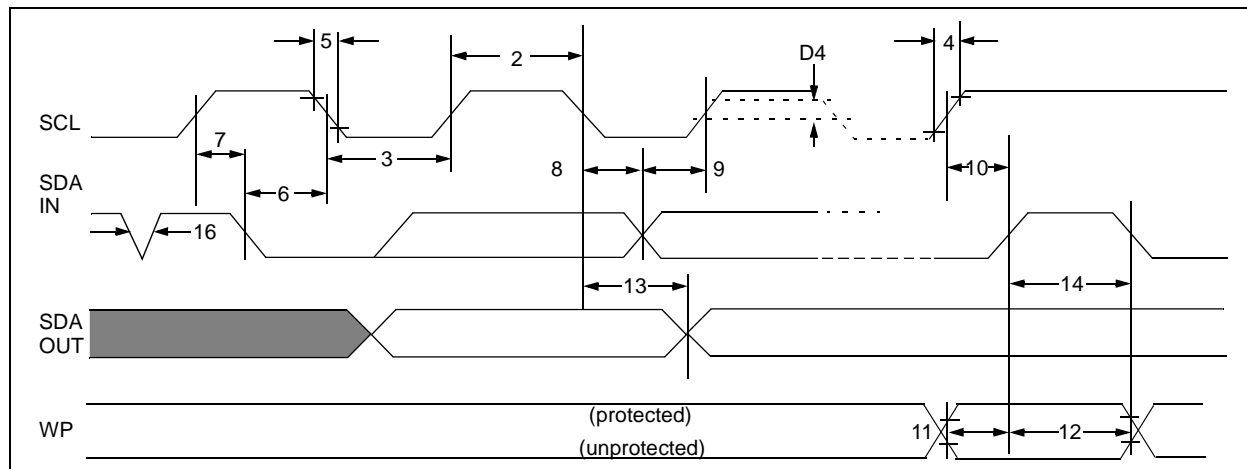 5
2
D4
4
SCL
7
3
8
9
10
SDA
IN
6
16
13
14
SDA
OUT
(protected)
WP
11
12
(unprotected)